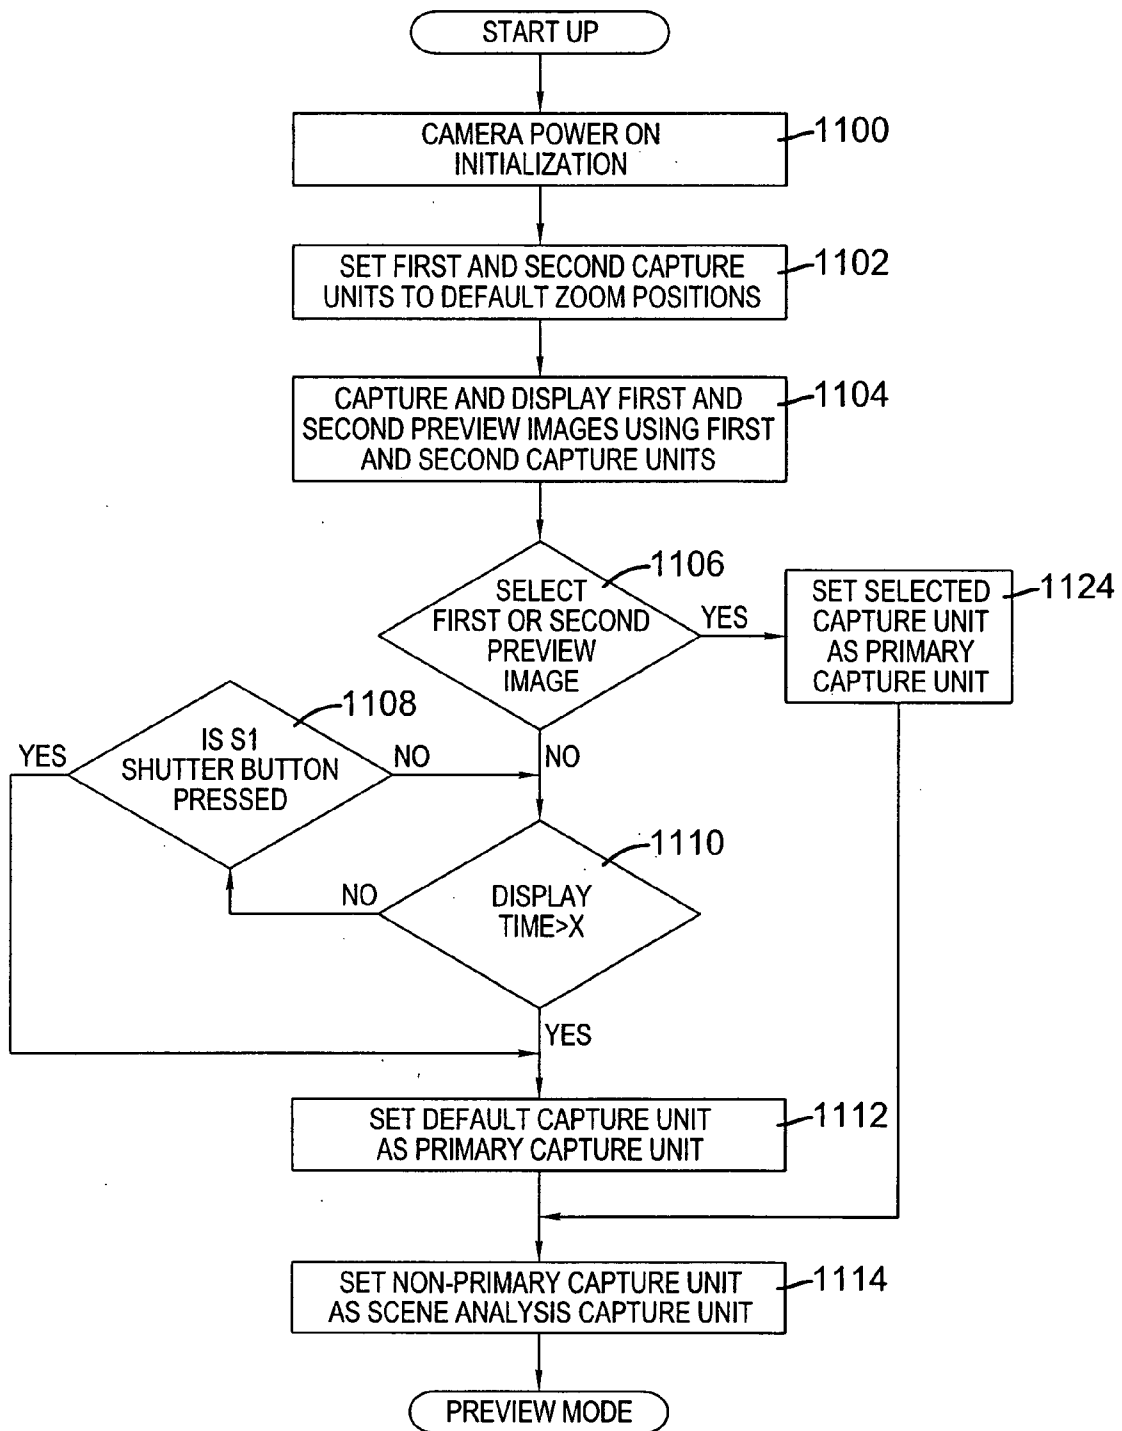 START UP
CAMERA POWER ON
INITIALIZATION
1100
SET FIRST AND SECOND CAPTURE
UNITS TO DEFAULT ZOOM POSITIONS
1102
CAPTURE AND DISPLAY FIRST AND
SECOND PREVIEW IMAGES USING FIRST
AND SECOND CAPTURE UNITS
1104
SELECT
FIRST OR SECOND
PREVIEW
IMAGE
1106
YES
SET SELECTED
CAPTURE UNIT
AS PRIMARY
CAPTURE UNIT
1124
NO
IS S1
SHUTTER BUTTON
PRESSED
1108
YES
NO
DISPLAY
TIME>X
1110
NO
YES
SET DEFAULT CAPTURE UNIT
AS PRIMARY CAPTURE UNIT
1112
SET NON-PRIMARY CAPTURE UNIT
AS SCENE ANALYSIS CAPTURE UNIT
1114
PREVIEW MODE